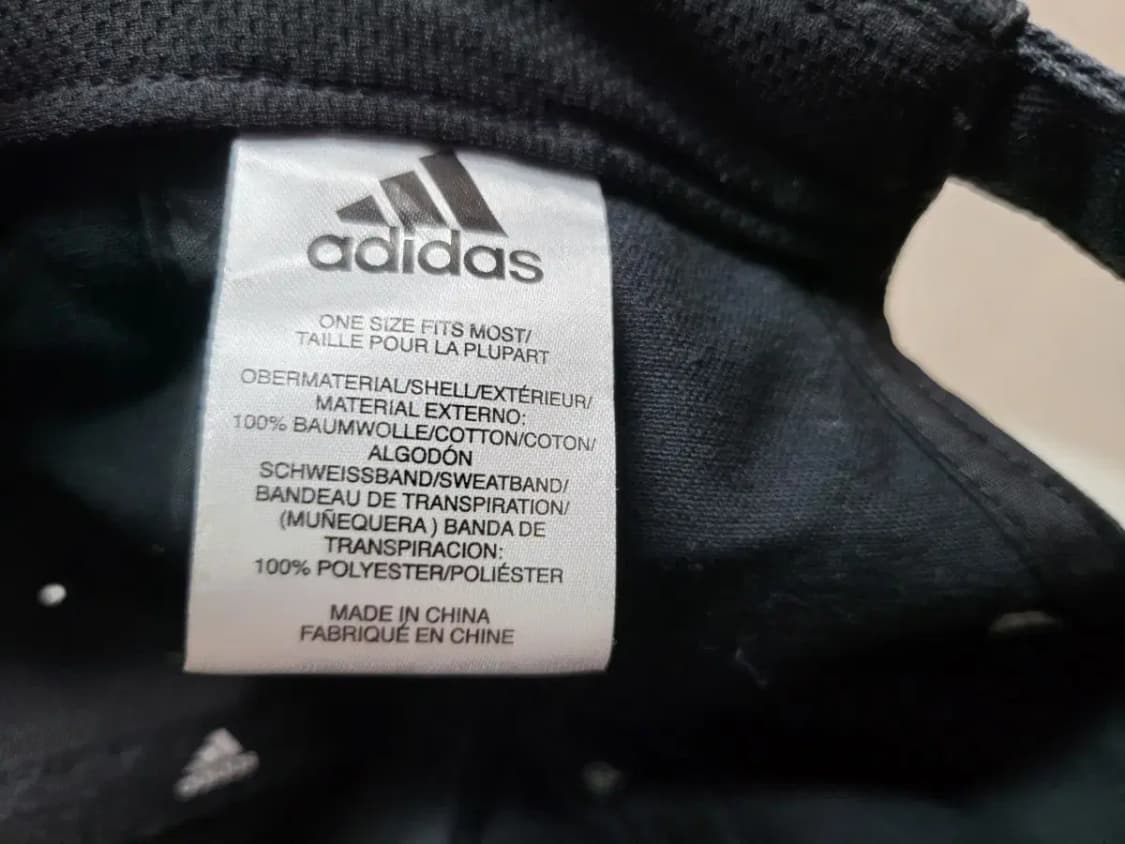 adidas
ONE SIZE FITS MOST/
TAILLE POUR LA PLUPART
OBERMATERIAL/SHELL/EXTÉRIEUR/
MATERIAL EXTERNO:
100% BAUMWOLLE/COTTON/COTON/
ALGODÓN
SCHWEISSBAND/SWEATBAND/
BANDEAU DE TRANSPIRATION/
(MUÑEQUERA ) BANDA DE
TRANSPIRACION:
100% POLYESTER/POLIÉSTER
MADE IN CHINA
FABRIQUÉ EN CHINE